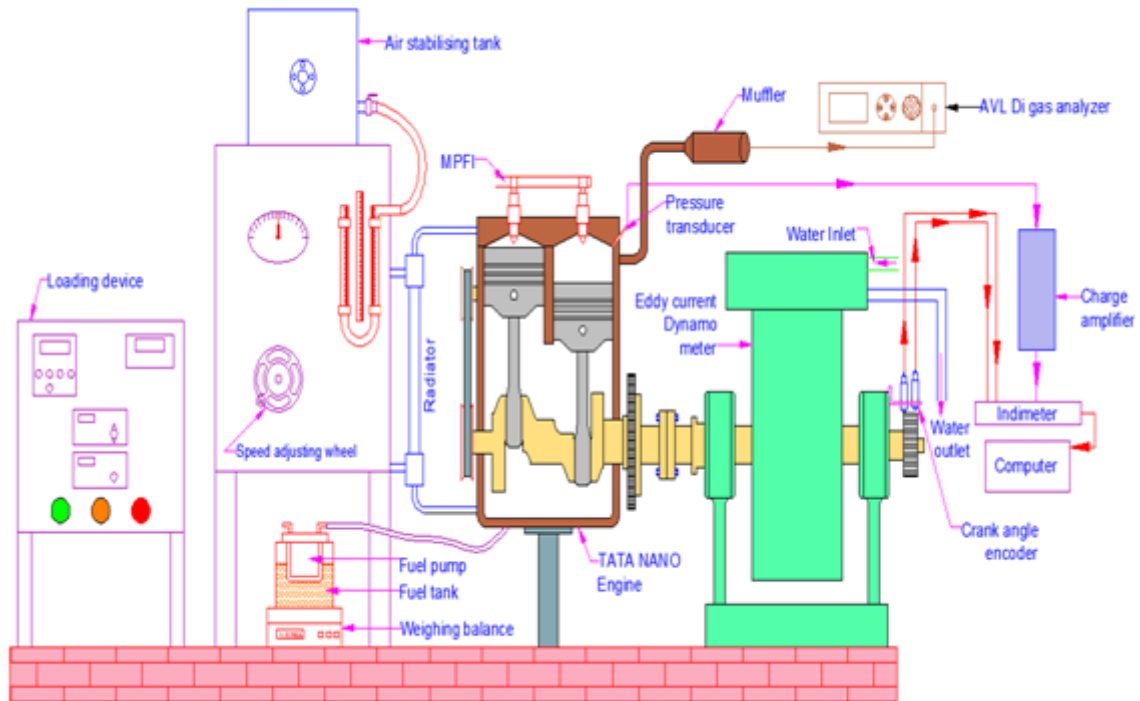 Air stabilising tank
Muffler
AVL Di gas analyzer
MPFI
Pressure
transducer
Water Inlet
Loading device
Eddy current
Dynamo
meter
Charge
amplifier
Radiator
Indimeter
Speed adjusting wheel
Water
outlet
Computer
Crank angle
encoder
Fuel pump
TATA NANO
Engine
Fuel tank
Weighing balance